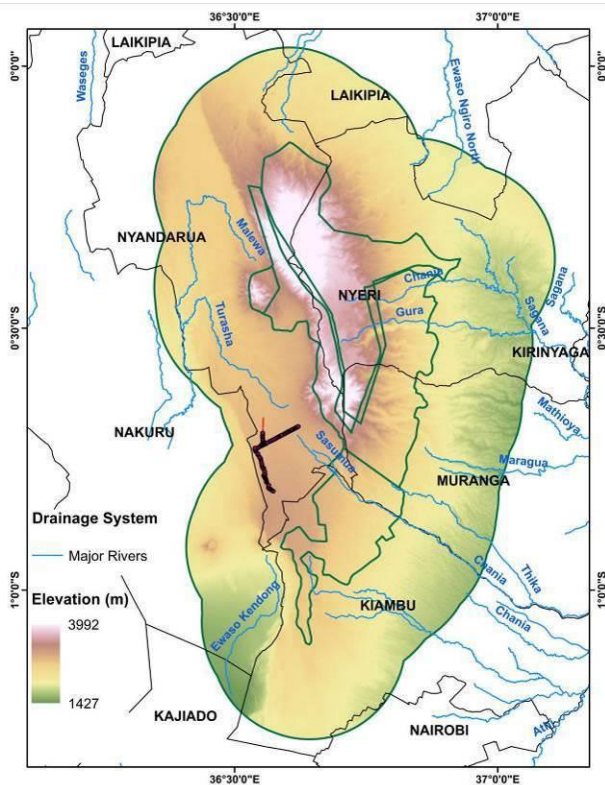 36°30'0"E
37°0'0"E
0°0'0"
0°0'0"
LAIKIPIA
Waseges
LAIKIPIA
Ewaso Ngiro North
NYANDARUA
Malewa
NYERI
Chania
Sagana
Sagana
Turasha
Gura
0°30'0"S
0°30'0"S
KIRINYAGA
NAKURU
Sasumua
Mathioya
Maragua
MURANGA
Drainage System
Major Rivers
Thika
Chania
1°0'0"S
1°0'0"S
Elevation (m)
3992
1427
Ewaso Kendong
KIAMBU
Chania
KAJIADO
NAIROBI
Athi
36°30'0"E
37°0'0"E